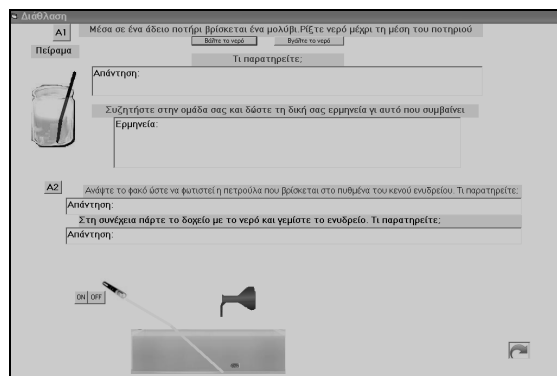 Διάθλαση
A1 Μέσα σε ένα άδειο ποτήρι βρίσκεται ένα μολύβι.Ρίξτε νερό μέχρι τη μέση του ποτηριού
Βάλτε το νερό Βγάλτε το νερό
Πείραμα
Τι παρατηρείτε;
Απάντηση:
Συζητήστε στην ομάδα σας και δώστε τη δική σας ερμηνεία γι αυτό που συμβαίνει
Ερμηνεία:
A2 Ανάψτε το φακό ώστε να φωτιστεί η πετρούλα που βρίσκεται στο πυθμένα του κενού ενυδρείου. Τι παρατηρείτε;
Απάντηση:
Στη συνέχεια πάρτε το δοχείο με το νερό και γεμίστε το ενυδρείο. Τι παρατηρείτε;
Απάντηση:
ON OFF